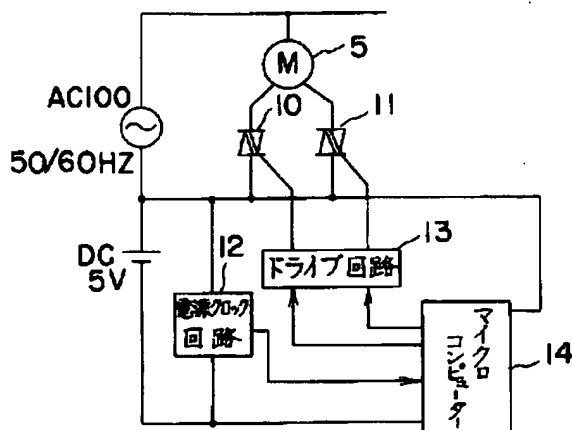 5
M
AC100
10
11
50/60HZ
DC
5V
12
13
ドライブ回路
電源クロック
回路
マイクロ
コンピューター
14